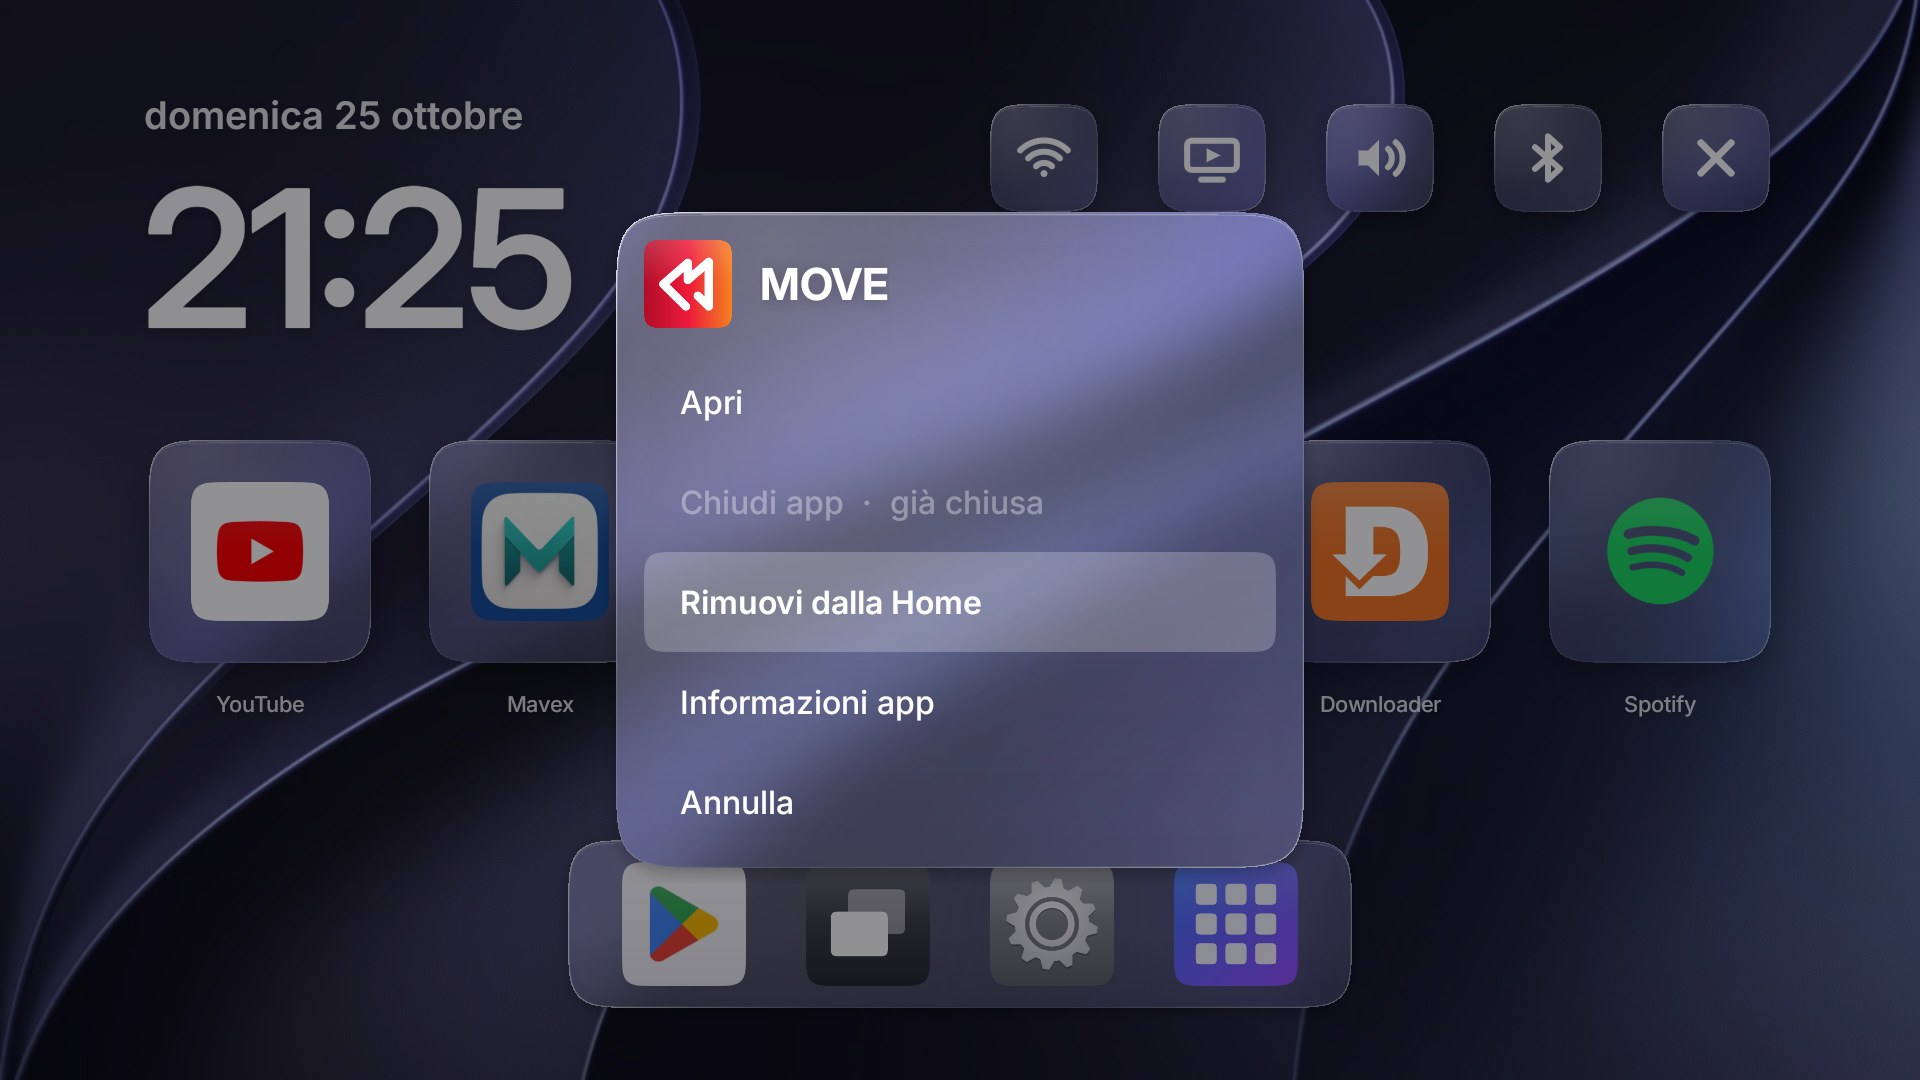 domenica 25 ottobre
21:25
MOVE
Apri
Chiudi app · già chiusa
Rimuovi dalla Home
Informazioni app
Annulla
YouTube
Mavex
Downloader
Spotify